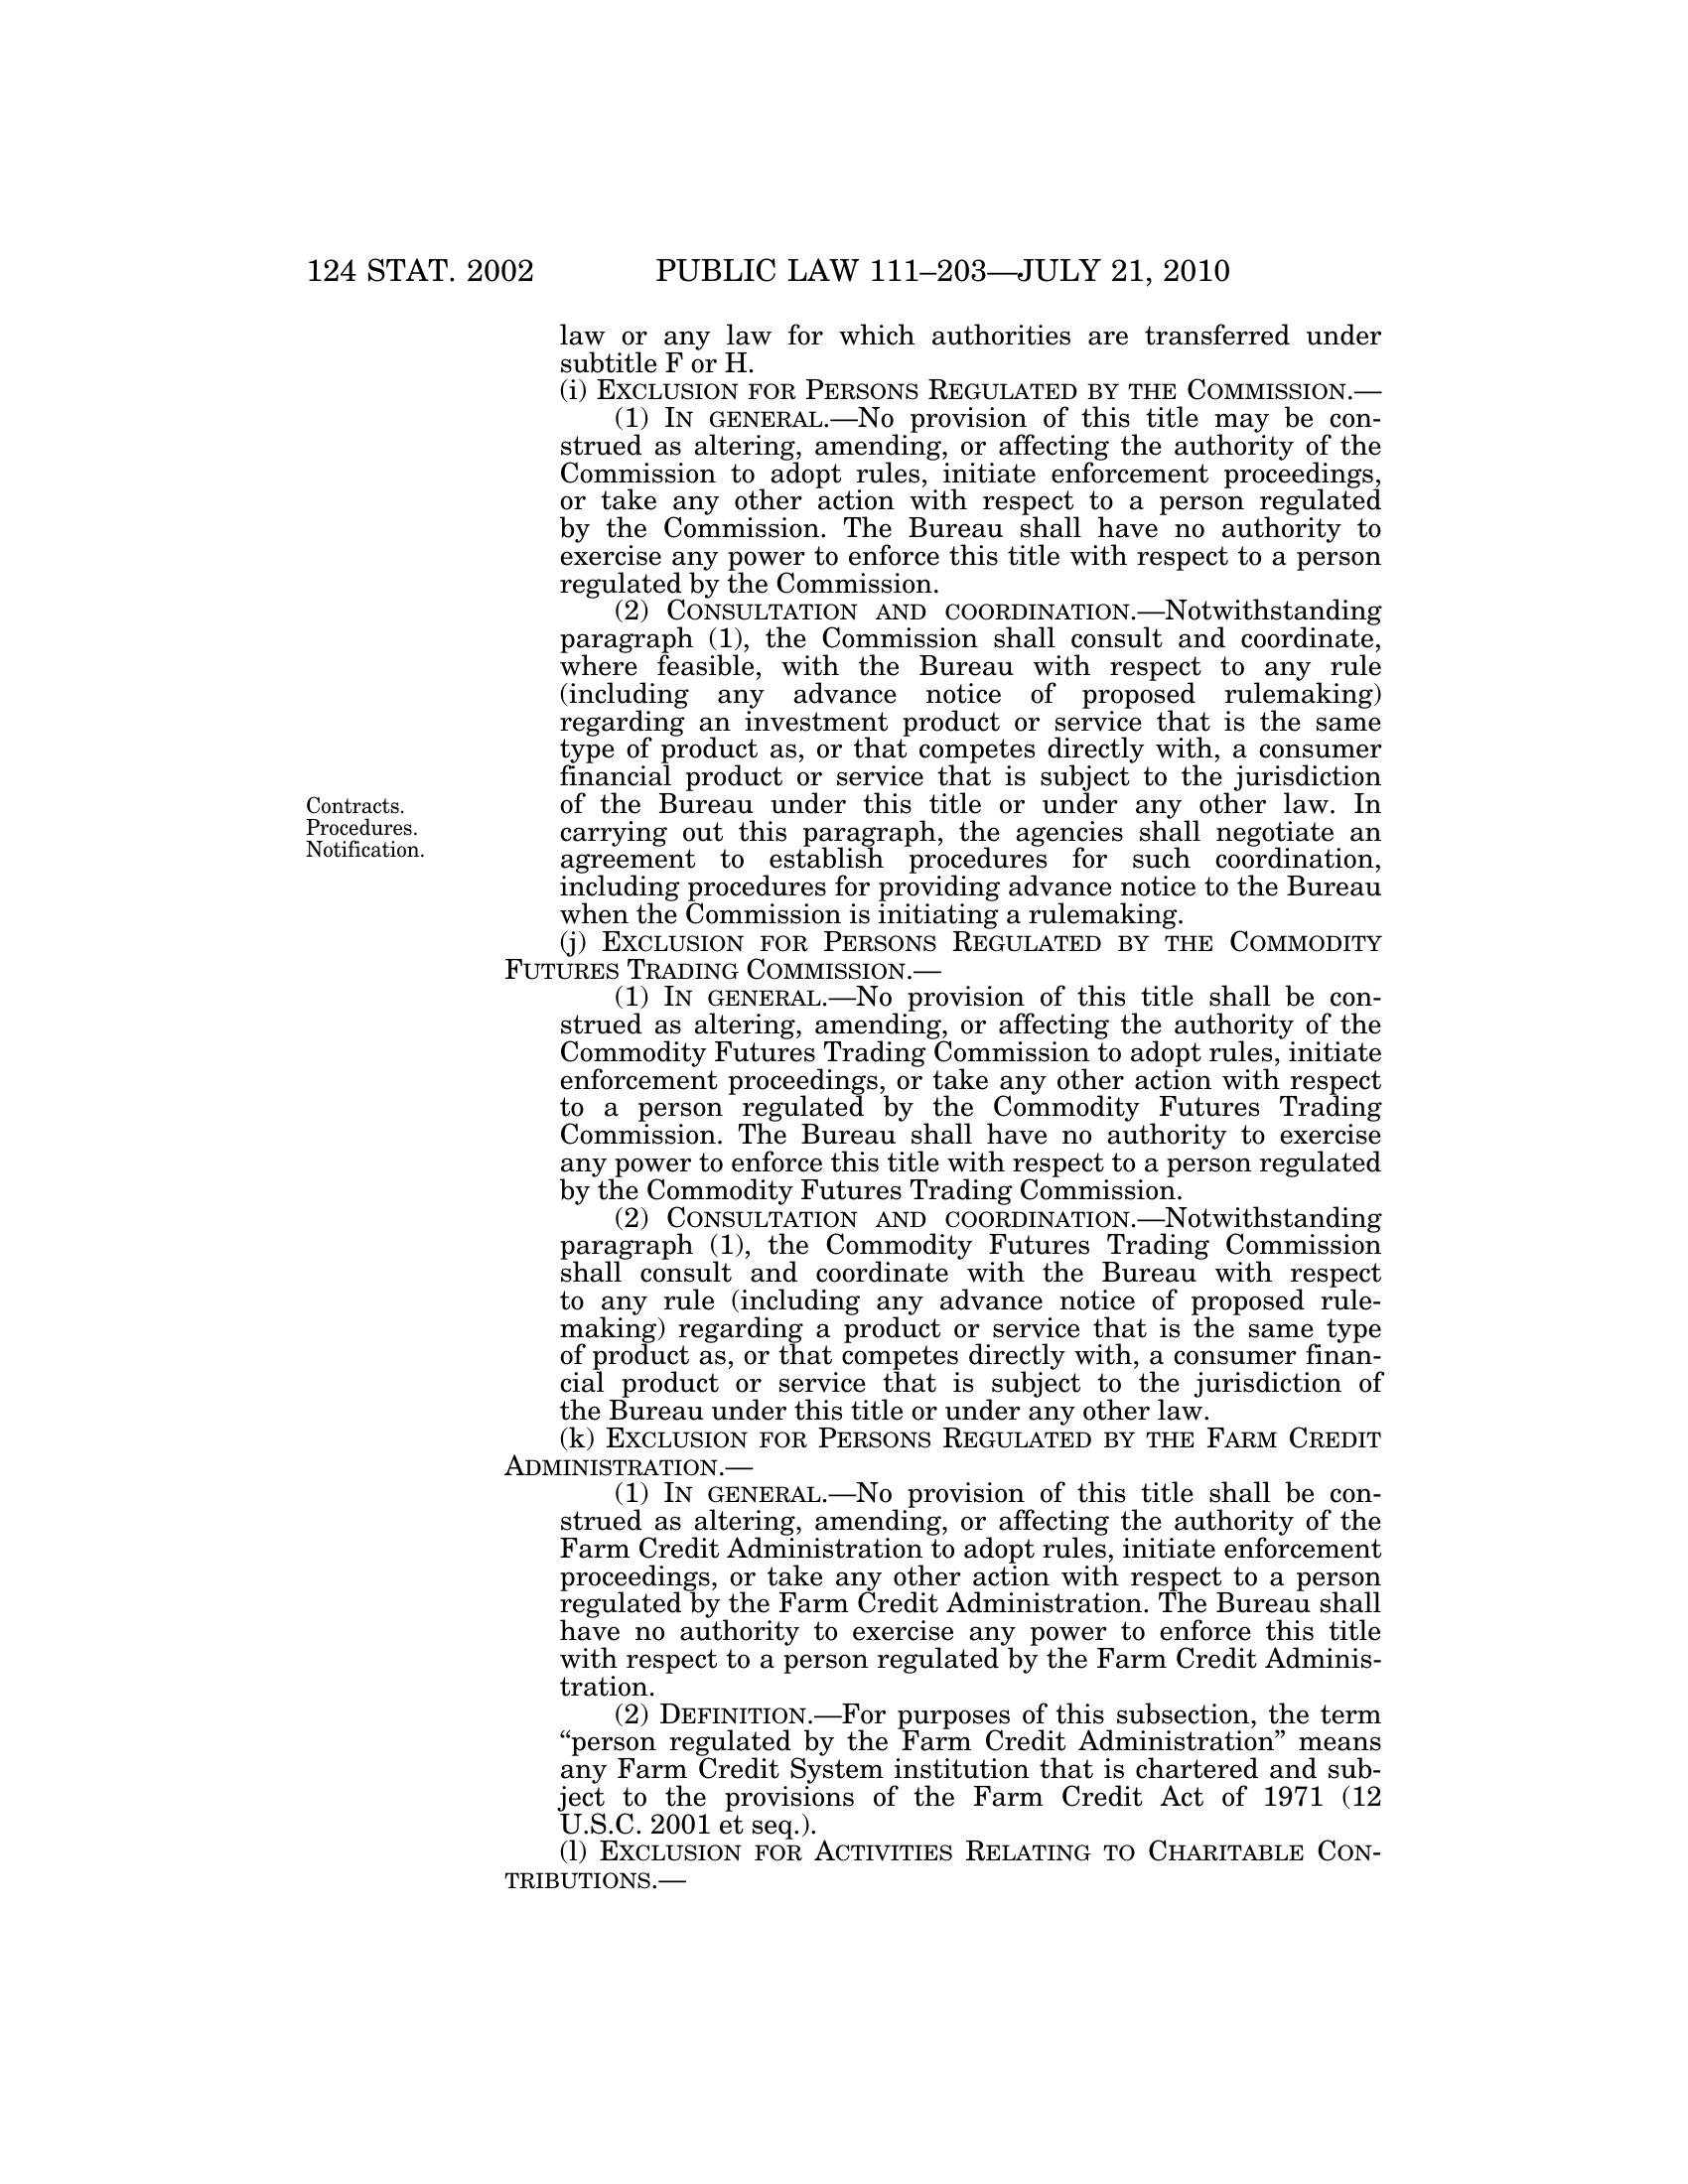 124 STAT. 2002 PUBLIC LAW 111–203—JULY 21, 2010
law or any law for which authorities are transferred under
subtitle F or H.
(i) EXCLUSION FOR PERSONS REGULATED BY THE COMMISSION.—
(1) IN GENERAL.—No provision of this title may be con-
strued as altering, amending, or affecting the authority of the
Commission to adopt rules, initiate enforcement proceedings,
or take any other action with respect to a person regulated
by the Commission. The Bureau shall have no authority to
exercise any power to enforce this title with respect to a person
regulated by the Commission.
(2) CONSULTATION AND COORDINATION.—Notwithstanding
paragraph (1), the Commission shall consult and coordinate,
where feasible, with the Bureau with respect to any rule
(including any advance notice of proposed rulemaking)
regarding an investment product or service that is the same
type of product as, or that competes directly with, a consumer
financial product or service that is subject to the jurisdiction
of the Bureau under this title or under any other law. In
carrying out this paragraph, the agencies shall negotiate an
agreement to establish procedures for such coordination,
including procedures for providing advance notice to the Bureau
when the Commission is initiating a rulemaking.
Contracts.
Procedures.
Notification.
(j) EXCLUSION FOR PERSONS REGULATED BY THE COMMODITY
FUTURES TRADING COMMISSION.—
(1) IN GENERAL.—No provision of this title shall be con-
strued as altering, amending, or affecting the authority of the
Commodity Futures Trading Commission to adopt rules, initiate
enforcement proceedings, or take any other action with respect
to a person regulated by the Commodity Futures Trading
Commission. The Bureau shall have no authority to exercise
any power to enforce this title with respect to a person regulated
by the Commodity Futures Trading Commission.
(2) CONSULTATION AND COORDINATION.—Notwithstanding
paragraph (1), the Commodity Futures Trading Commission
shall consult and coordinate with the Bureau with respect
to any rule (including any advance notice of proposed rule-
making) regarding a product or service that is the same type
of product as, or that competes directly with, a consumer finan-
cial product or service that is subject to the jurisdiction of
the Bureau under this title or under any other law.
(k) EXCLUSION FOR PERSONS REGULATED BY THE FARM CREDIT
ADMINISTRATION.—
(1) IN GENERAL.—No provision of this title shall be con-
strued as altering, amending, or affecting the authority of the
Farm Credit Administration to adopt rules, initiate enforcement
proceedings, or take any other action with respect to a person
regulated by the Farm Credit Administration. The Bureau shall
have no authority to exercise any power to enforce this title
with respect to a person regulated by the Farm Credit Adminis-
tration.
(2) DEFINITION.—For purposes of this subsection, the term
“person regulated by the Farm Credit Administration” means
any Farm Credit System institution that is chartered and sub-
ject to the provisions of the Farm Credit Act of 1971 (12
U.S.C. 2001 et seq.).
(l) EXCLUSION FOR ACTIVITIES RELATING TO CHARITABLE CON-
TRIBUTIONS.—